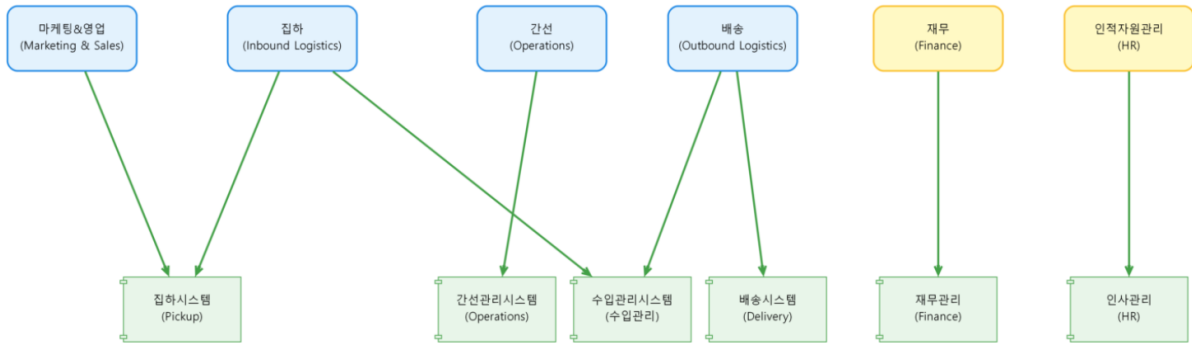 마케팅&영업
(Marketing & Sales)
집하
(Inbound Logistics)
간선
(Operations)
배송
(Outbound Logistics)
재무
(Finance)
인적자원관리
(HR)
집하시스템
(Pickup)
간선관리시스템
(Operations)
수입관리시스템
(수입관리)
배송시스템
(Delivery)
재무관리
(Finance)
인사관리
(HR)